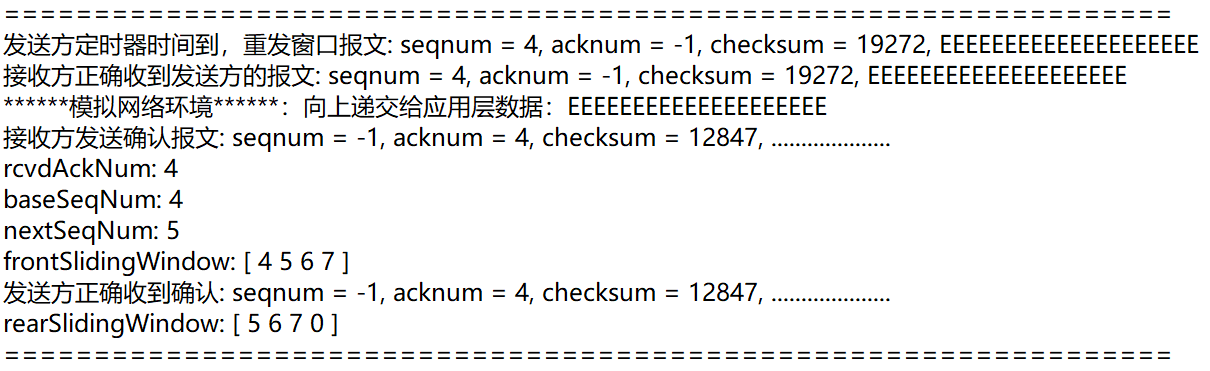 =================================================================
发送方定时器时间到，重发窗口报文: seqnum = 4, acknum = -1, checksum = 19272, EEEEEEEEEEEEEEEEEEEEE
接收方正确收到发送方的报文: seqnum = 4, acknum = -1, checksum = 19272, EEEEEEEEEEEEEEEEEEEEE
******模拟网络环境******：向上递交给应用层数据：EEEEEEEEEEEEEEEEEEEEE
接收方发送确认报文: seqnum = -1, acknum = 4, checksum = 12847, .....................
rcvdAckNum: 4
baseSeqNum: 4
nextSeqNum: 5
frontSlidingWindow: [ 4 5 6 7 ]
发送方正确收到确认: seqnum = -1, acknum = 4, checksum = 12847, .....................
rearSlidingWindow: [ 5 6 7 0 ]
=================================================================